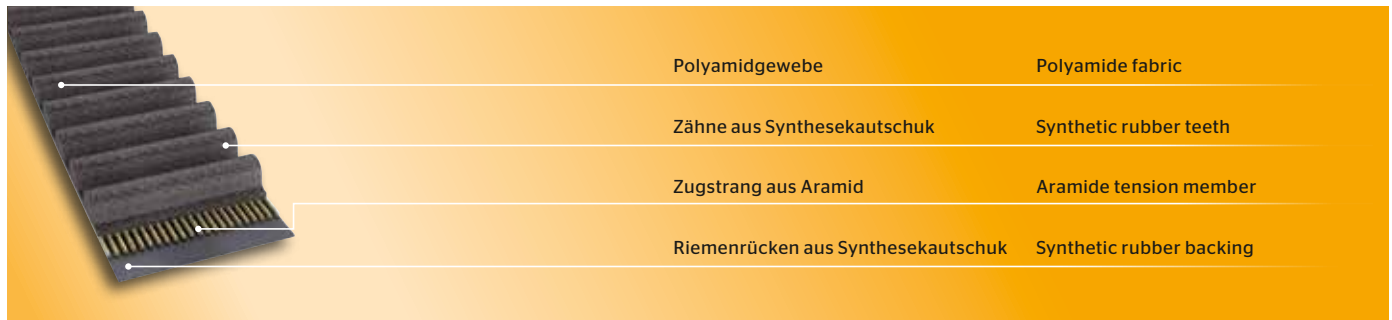 Polyamidgewebe Polyamide fabric
Zähne aus Synthesekautschuk Synthetic rubber teeth
Zugstrang aus Aramid Aramide tension member
Riemenrücken aus Synthesekautschuk Synthetic rubber backing